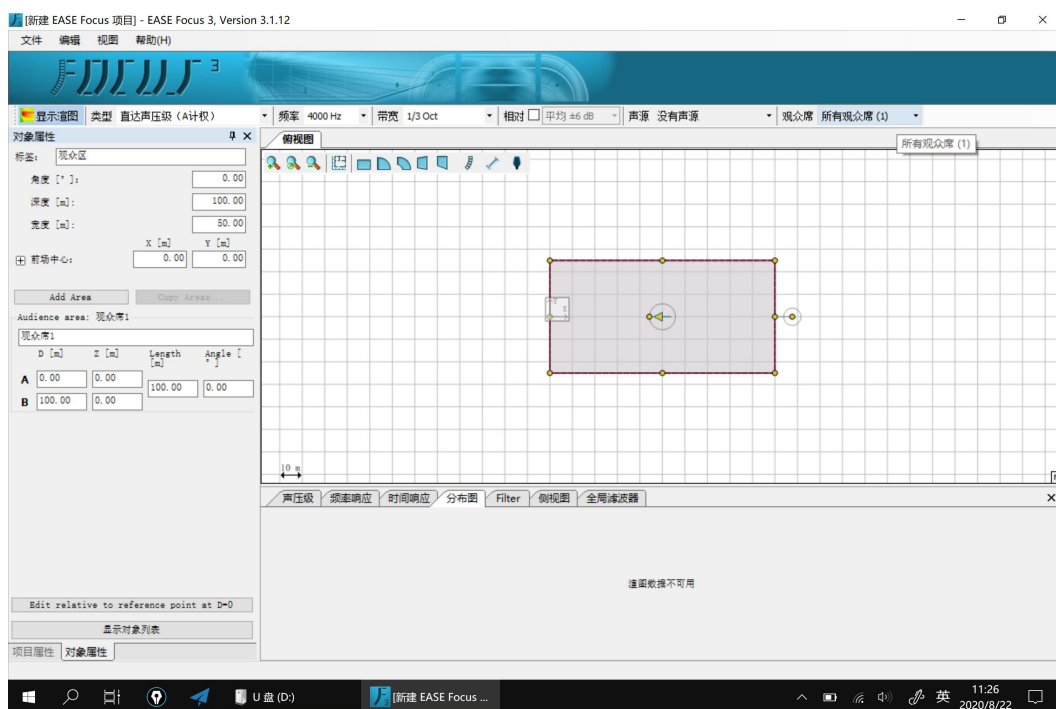 [新建 EASE Focus 项目] - EASE Focus 3, Version 3.1.12
文件 编辑 视图 帮助(H)
FOCUS 3
显示渲图 类型 直达声压级（A计权） 频率 4000 Hz 带宽 1/3 Oct 相对 平均 ±6 dB 声源 没有声源 观众席 所有观众席 (1)
对象属性
俯视图
所有观众席 (1)
标签: 观众区
角度 [°]: 0.00
深度 [m]: 100.00
宽度 [m]: 50.00
X [m] Y [m]
前场中心: 0.00 0.00
Add Area Copy Areas...
Audience area: 观众席1
观众席1
D [m] Z [m] Length [m] Angle [°]
A 0.00 0.00 100.00 0.00
B 100.00 0.00
Y
X
10 m
声压级 频率响应 时间响应 分布图 Filter 侧视图 全局滤波器
渲图数据不可用
Edit relative to reference point at D=0
显示对象列表
项目属性 对象属性
U 盘 (D:) [新建 EASE Focus ... 英 11:26
2020/8/22